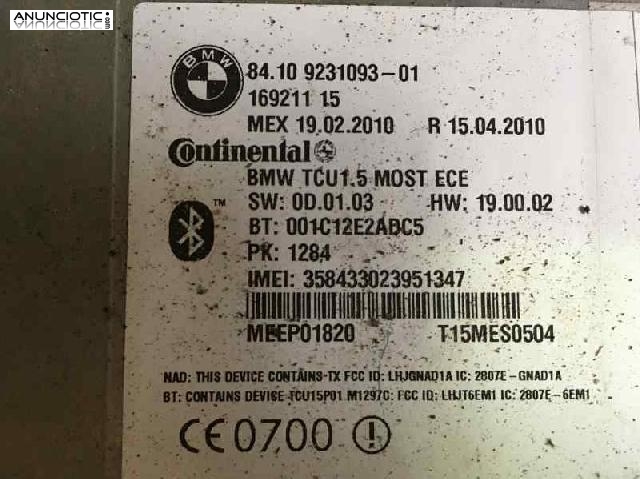 ANUNCIOTIC.es
BMW
84.10 9231093-01
169211 15
MEX 19.02.2010 R 15.04.2010
Continental
BMW TCU1.5 MOST ECE
SW: 0D.01.03 HW: 19.00.02
TM
BT: 001C12E2ABC5
PK: 1284
IMEI: 358433023951347
MEEP01820 T15MES0504
NAD: THIS DEVICE CONTAINS-TX FCC ID: LHJGNAD1A IC: 2807E-GNAD1A
BT: CONTAINS DEVICE TCU15P01 M1297C: FCC ID: LHJT6EM1 IC: 2807E-6EM1
CE0700